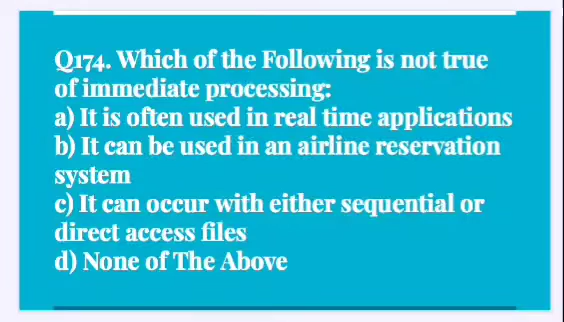 Q174. Which of the Following is not true
of immediate processing:
a) It is often used in real time applications
b) It can be used in an airline reservation
system
c) It can occur with either sequential or
direct access files
d) None of The Above